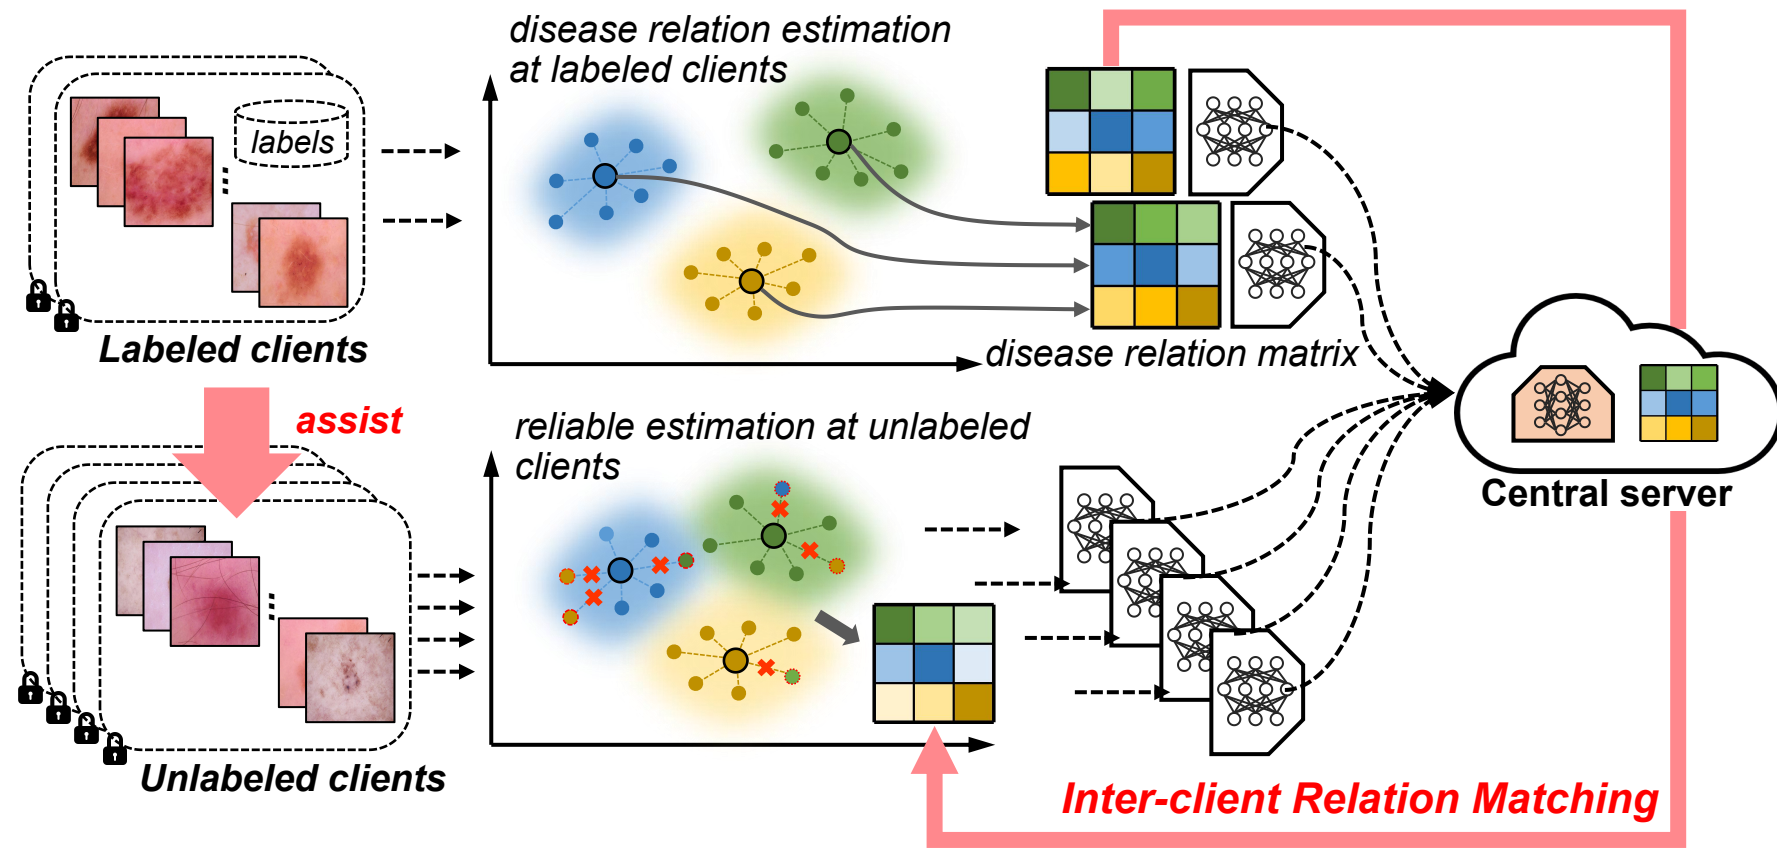 disease relation estimation
at labeled clients
labels
Labeled clients
disease relation matrix
assist
reliable estimation at unlabeled
clients
Central server
Unlabeled clients
Inter-client Relation Matching